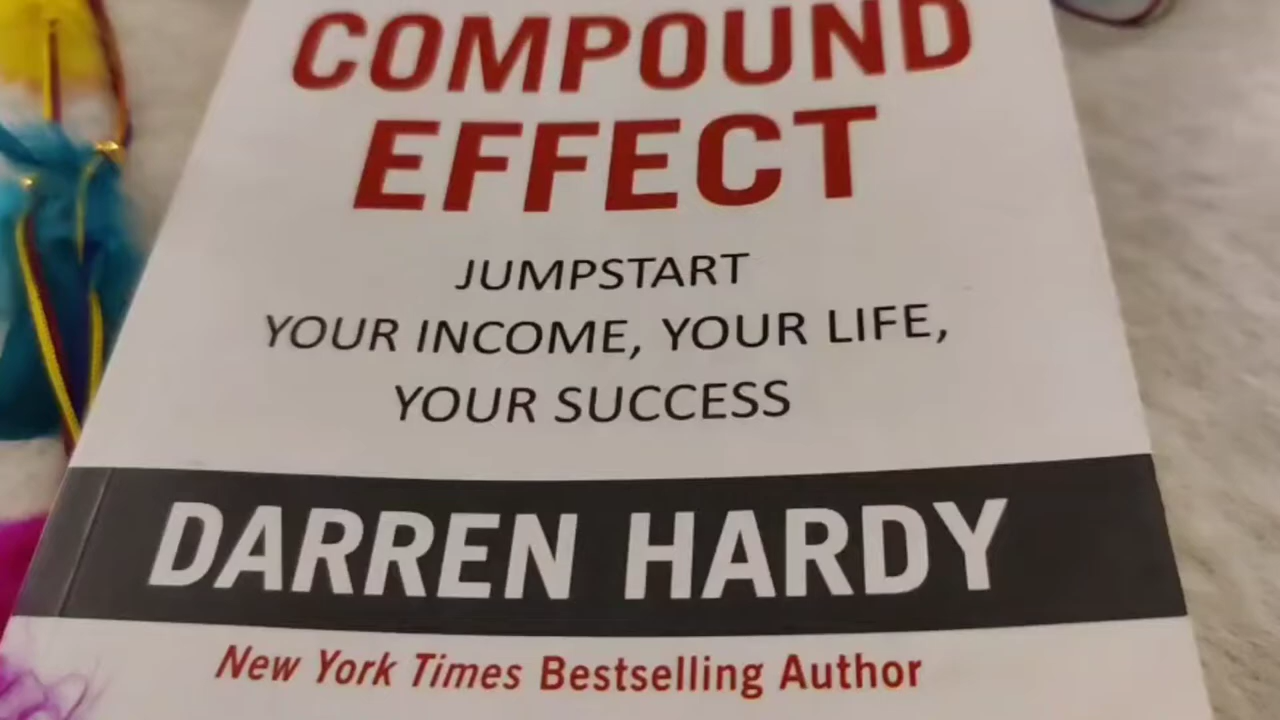 COMPOUND
EFFECT
JUMPSTART
YOUR INCOME, YOUR LIFE,
YOUR SUCCESS
DARREN HARDY
New York Times Bestselling Author